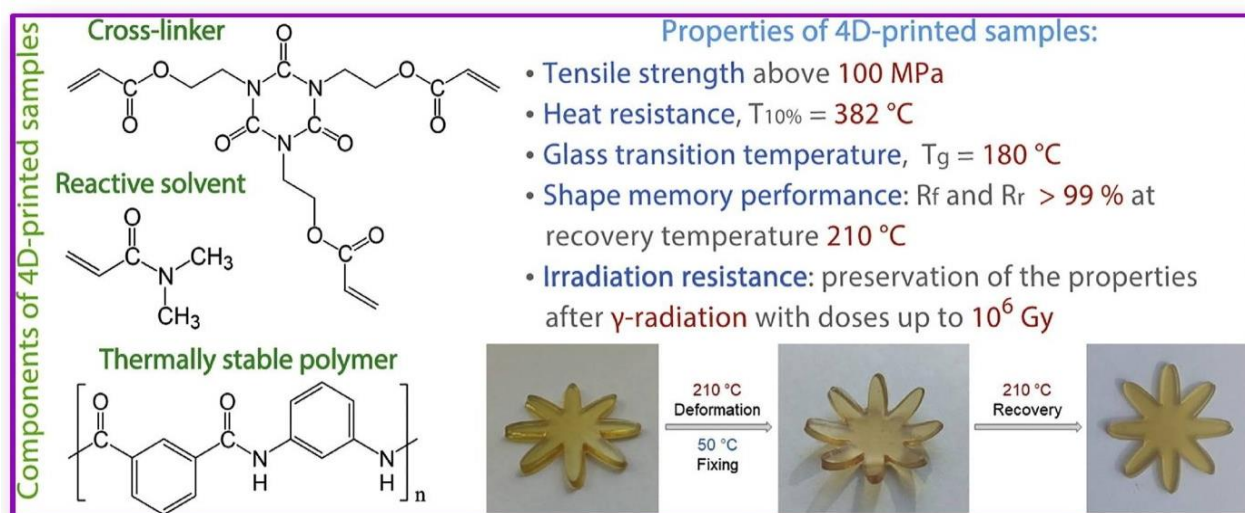 Components of 4D-printed samples
Cross-linker
O
O
O
O
N
N
O
O
O
N
O
Reactive solvent
O
O
O
N
CH3
CH3
Thermally stable polymer
O
O
N
H
N
H
n
Properties of 4D-printed samples:
• Tensile strength above 100 MPa
• Heat resistance, T10% = 382 °C
• Glass transition temperature, Tg = 180 °C
• Shape memory performance: Rf and Rr > 99 % at
recovery temperature 210 °C
• Irradiation resistance: preservation of the properties
after γ-radiation with doses up to 10⁶ Gy
210 °C
Deformation
50 °C
Fixing
210 °C
Recovery